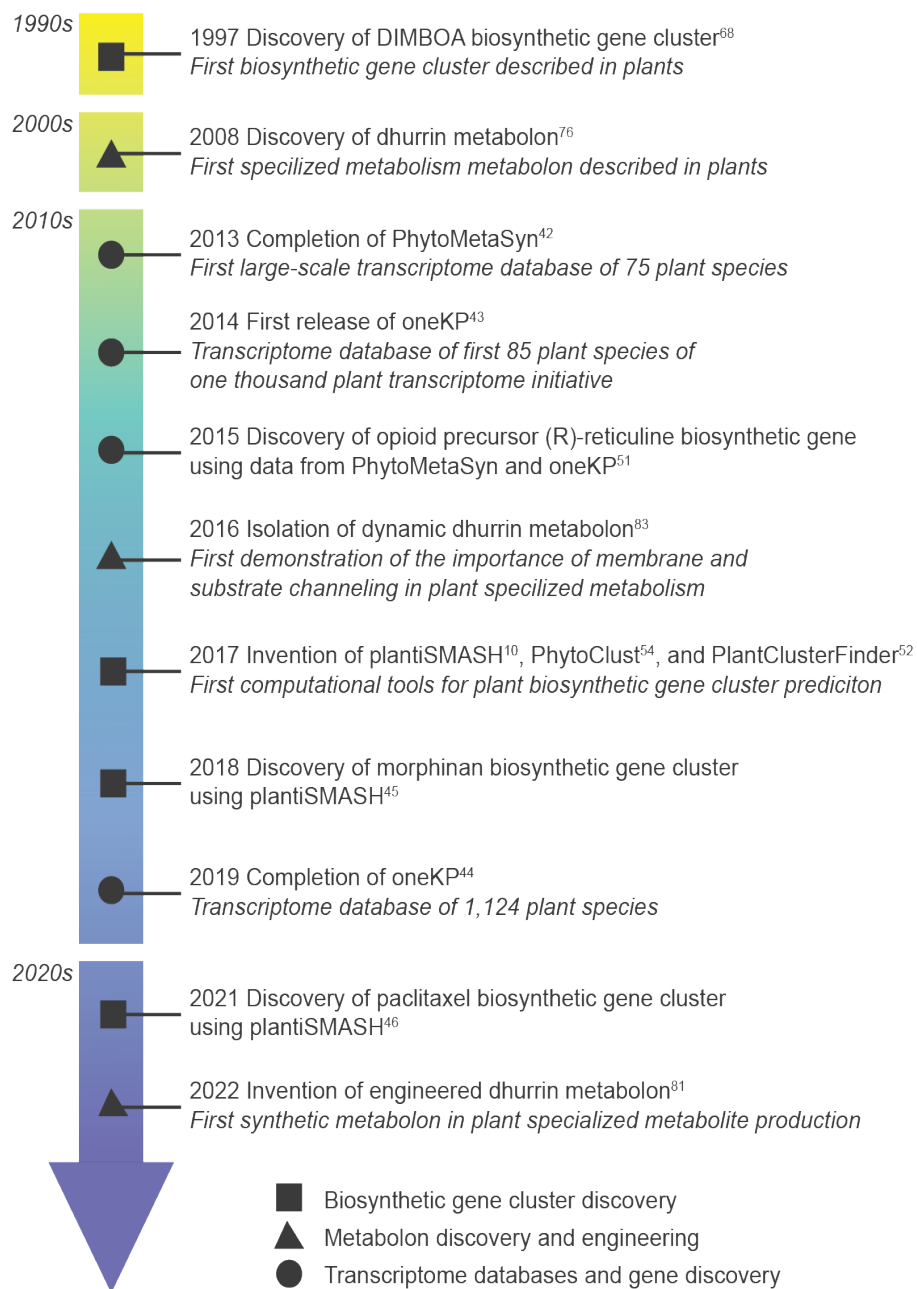 1990s
1997 Discovery of DIMBOA biosynthetic gene cluster68
First biosynthetic gene cluster described in plants
2000s
2008 Discovery of dhurrin metabolon76
First specilized metabolism metabolon described in plants
2010s
2013 Completion of PhytoMetaSyn42
First large-scale transcriptome database of 75 plant species
2014 First release of oneKP43
Transcriptome database of first 85 plant species of
one thousand plant transcriptome initiative
2015 Discovery of opioid precursor (R)-reticuline biosynthetic gene
using data from PhytoMetaSyn and oneKP51
2016 Isolation of dynamic dhurrin metabolon83
First demonstration of the importance of membrane and
substrate channeling in plant specilized metabolism
2017 Invention of plantiSMASH10, PhytoClust54, and PlantClusterFinder52
First computational tools for plant biosynthetic gene cluster prediciton
2018 Discovery of morphinan biosynthetic gene cluster
using plantiSMASH45
2019 Completion of oneKP44
Transcriptome database of 1,124 plant species
2020s
2021 Discovery of paclitaxel biosynthetic gene cluster
using plantiSMASH46
2022 Invention of engineered dhurrin metabolon81
First synthetic metabolon in plant specialized metabolite production
Biosynthetic gene cluster discovery
Metabolon discovery and engineering
Transcriptome databases and gene discovery